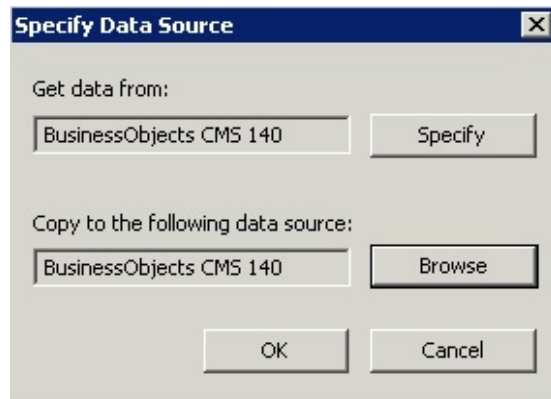 Specify Data Source
Get data from:
BusinessObjects CMS 140
Specify
Copy to the following data source:
BusinessObjects CMS 140
Browse
OK
Cancel